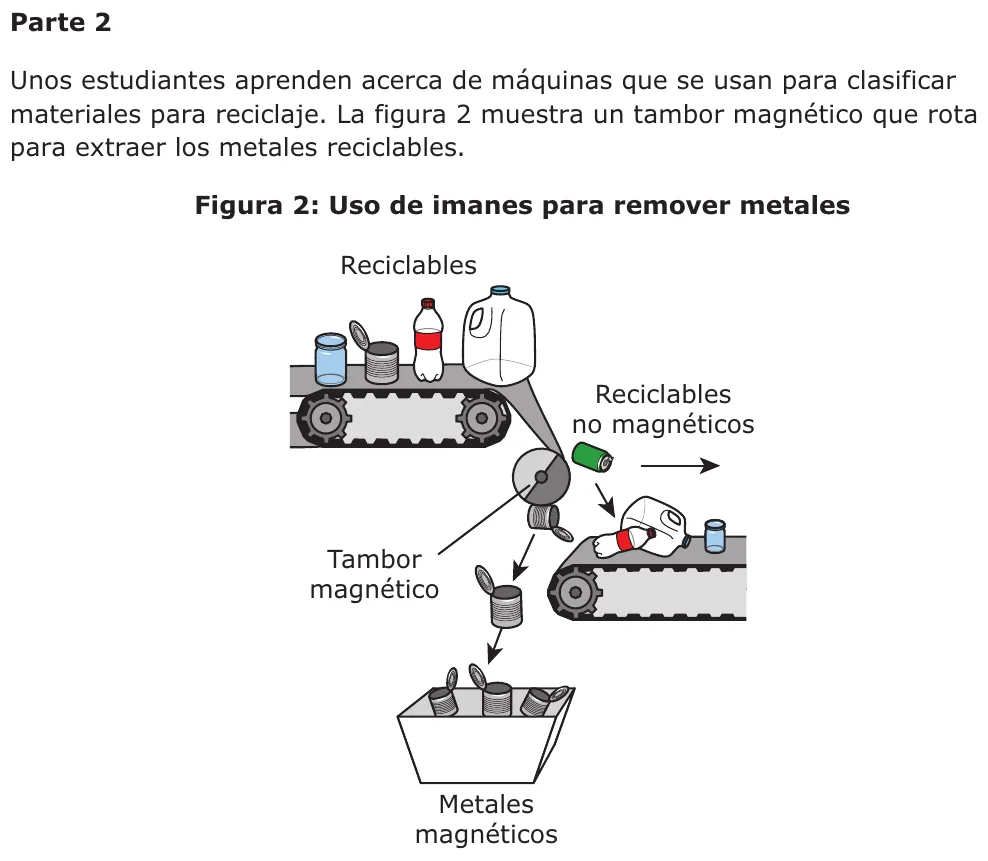 Parte 2
Unos estudiantes aprenden acerca de máquinas que se usan para clasificar
materiales para reciclaje. La figura 2 muestra un tambor magnético que rota
para extraer los metales reciclables.
Figura 2: Uso de imanes para remover metales
Reciclables
Reciclables
no magnéticos
Tambor
magnético
Metales
magnéticos